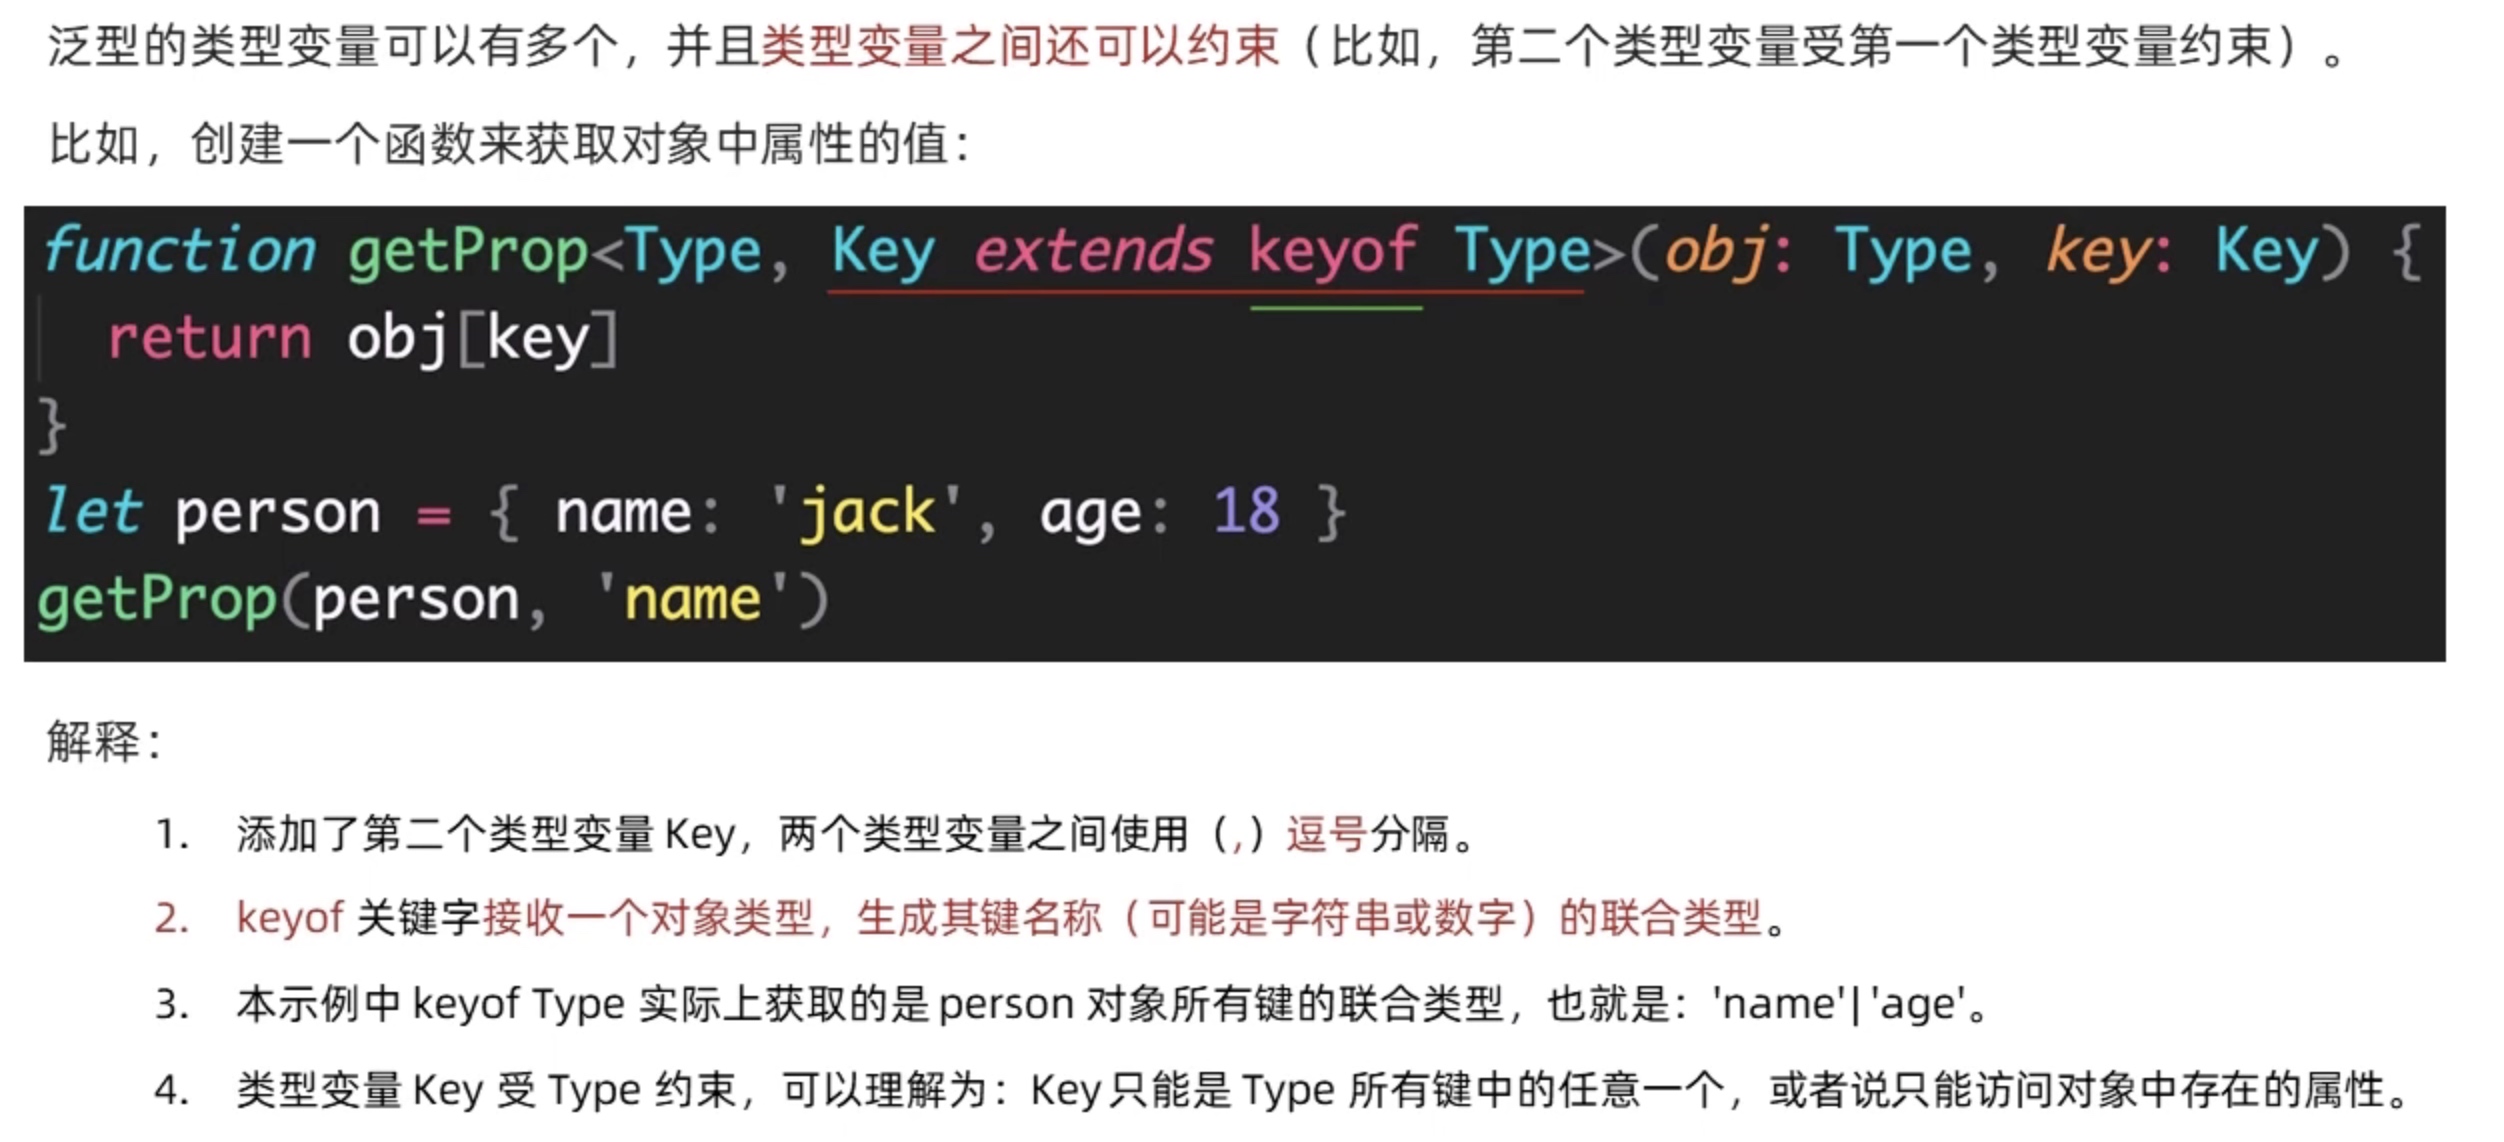 泛型的类型变量可以有多个，并且类型变量之间还可以约束（比如，第二个类型变量受第一个类型变量约束）。
比如，创建一个函数来获取对象中属性的值：
function getProp<Type, Key extends keyof Type>(obj: Type, key: Key) {
  return obj[key]
}
let person = { name: 'jack', age: 18 }
getProp(person, 'name')
解释：
1. 添加了第二个类型变量 Key，两个类型变量之间使用（,）逗号分隔。
2. keyof 关键字接收一个对象类型，生成其键名称（可能是字符串或数字）的联合类型。
3. 本示例中 keyof Type 实际上获取的是 person 对象所有键的联合类型，也就是：'name'|'age'。
4. 类型变量 Key 受 Type 约束，可以理解为：Key 只能是 Type 所有键中的任意一个，或者说只能访问对象中存在的属性。